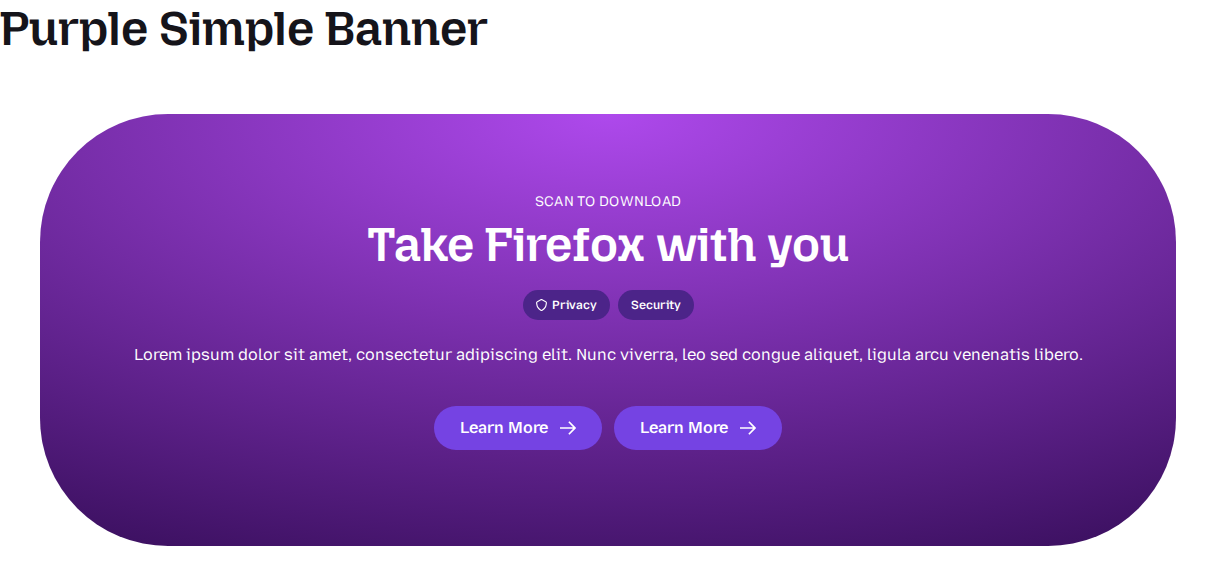 Purple Simple Banner
SCAN TO DOWNLOAD
Take Firefox with you
Privacy Security
Lorem ipsum dolor sit amet, consectetur adipiscing elit. Nunc viverra, leo sed congue aliquet, ligula arcu venenatis libero.
Learn More Learn More